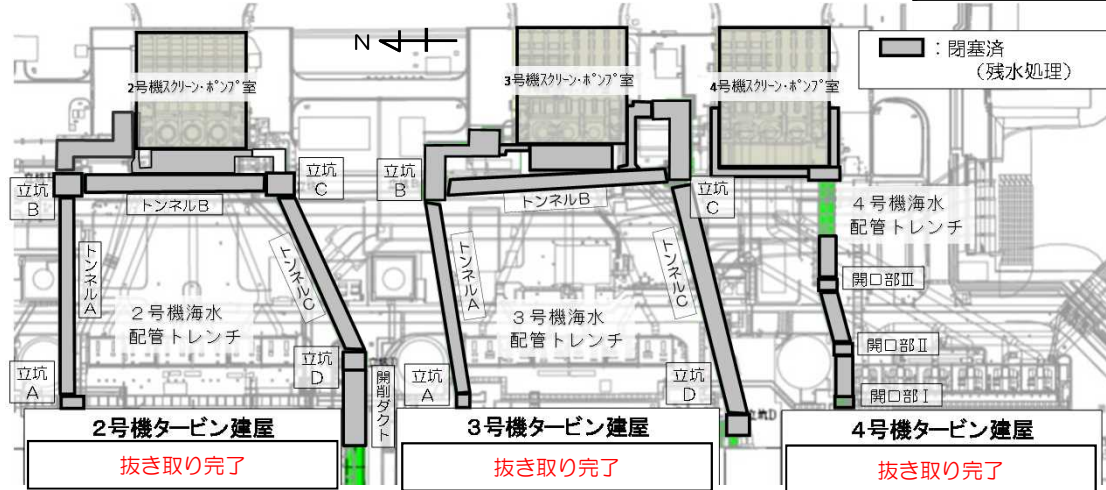 N
：閉塞済
（残水処理）
2号機スクリーン・ポンプ室
3号機スクリーン・ポンプ室
4号機スクリーン・ポンプ室
立坑
B
立坑
C
トンネルB
トンネルA
トンネルC
2号機海水
配管トレンチ
立坑
A
立坑
D
開削ダクト
立坑
B
立坑
C
トンネルB
トンネルA
トンネルC
3号機海水
配管トレンチ
立坑
A
立坑
D
立坑D
4号機海水
配管トレンチ
開口部Ⅲ
開口部Ⅱ
開口部Ⅰ
2号機タービン建屋
抜き取り完了
3号機タービン建屋
抜き取り完了
4号機タービン建屋
抜き取り完了